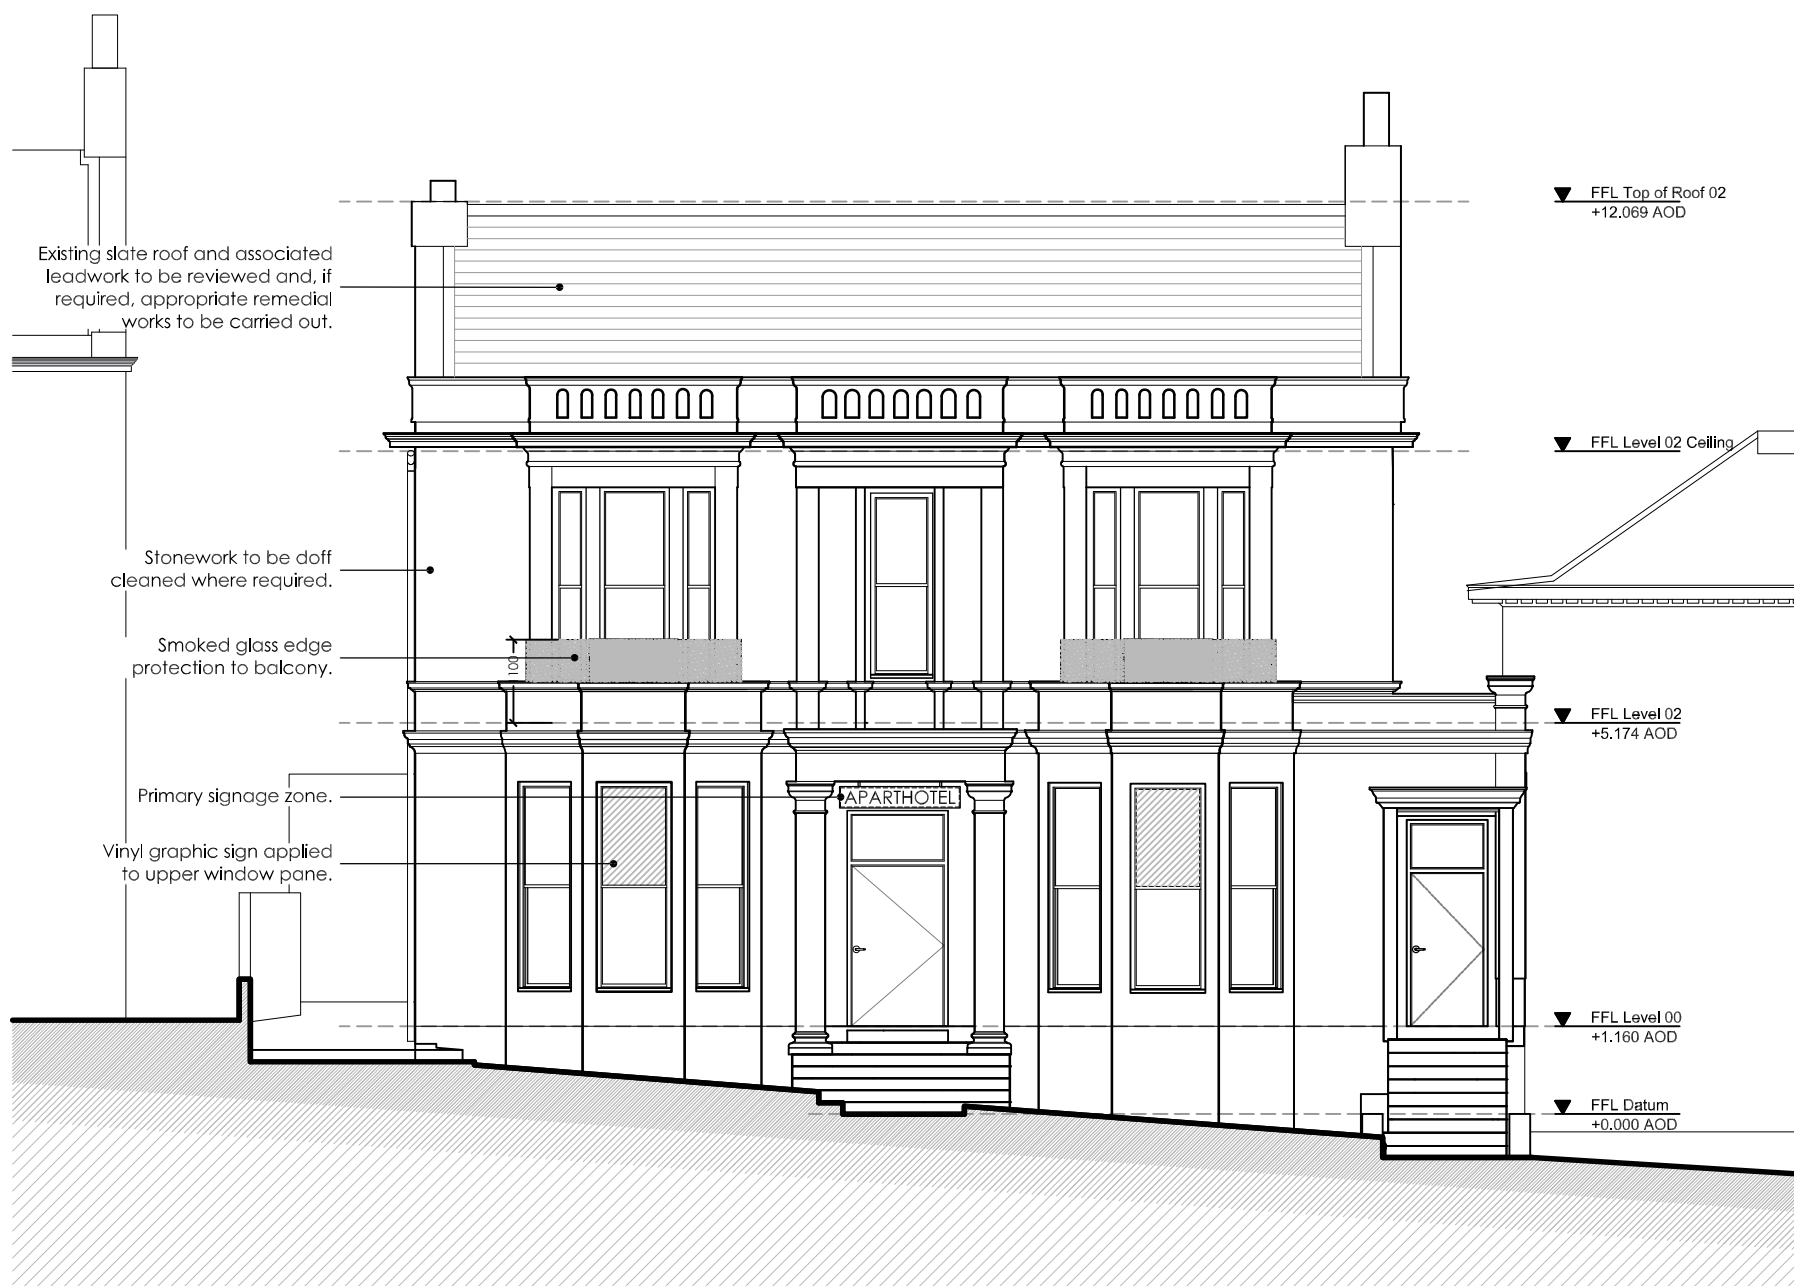 FFL Top of Roof 02
+12.069 AOD
Existing slate roof and associated
leadwork to be reviewed and, if
required, appropriate remedial
works to be carried out.
FFL Level 02 Ceiling
Stonework to be doff
cleaned where required.
Smoked glass edge
protection to balcony.
100
FFL Level 02
+5.174 AOD
Primary signage zone.
APARTHOTEL
Vinyl graphic sign applied
to upper window pane.
FFL Level 00
+1.160 AOD
FFL Datum
+0.000 AOD